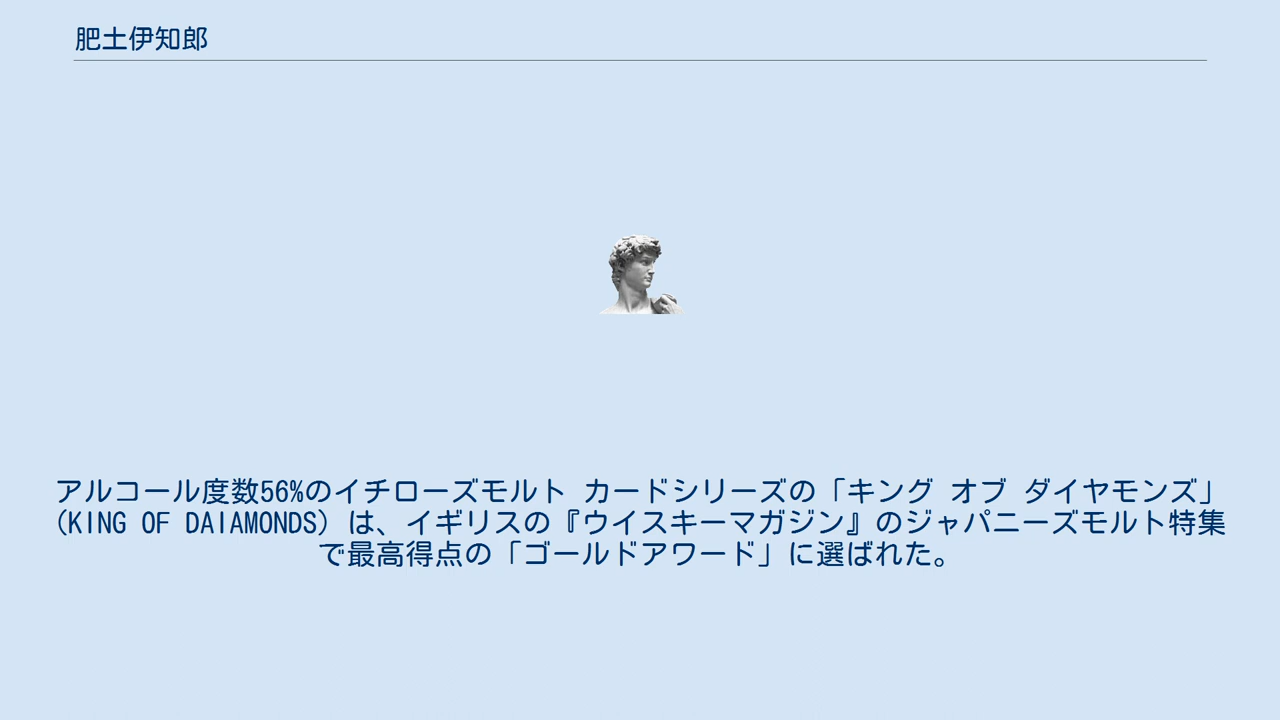 肥土伊知郎
アルコール度数56%のイチローズモルト カードシリーズの「キング オブ ダイヤモンズ」
(KING OF DAIAMONDS) は、イギリスの『ウイスキーマガジン』のジャパニーズモルト特集
で最高得点の「ゴールドアワード」に選ばれた。